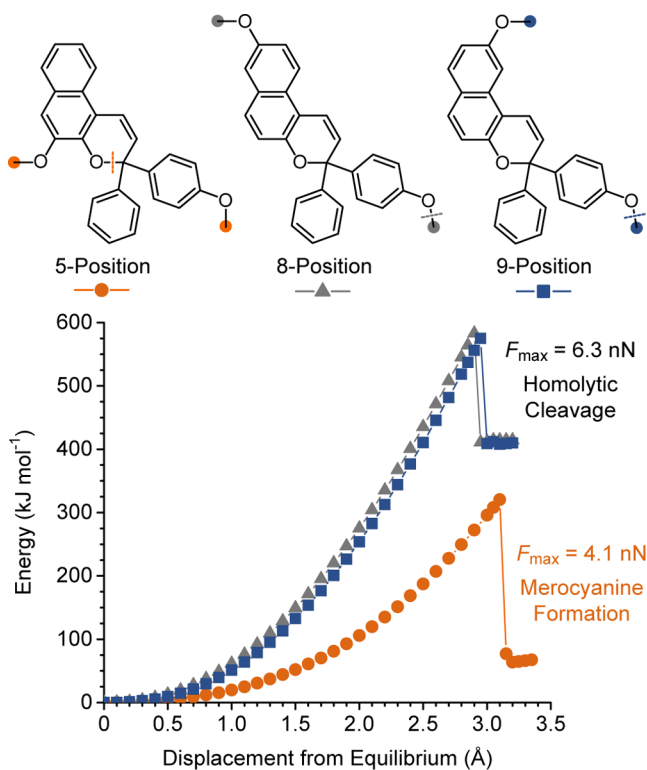 O
O
O
O
O
O
O
O
O
5-Position
8-Position
9-Position
600
500
400
300
200
100
0
Energy (kJ mol⁻¹)
Fmax = 6.3 nN
Homolytic
Cleavage
Fmax = 4.1 nN
Merocyanine
Formation
0
0.5
1.0
1.5
2.0
2.5
3.0
3.5
Displacement from Equilibrium (Å)